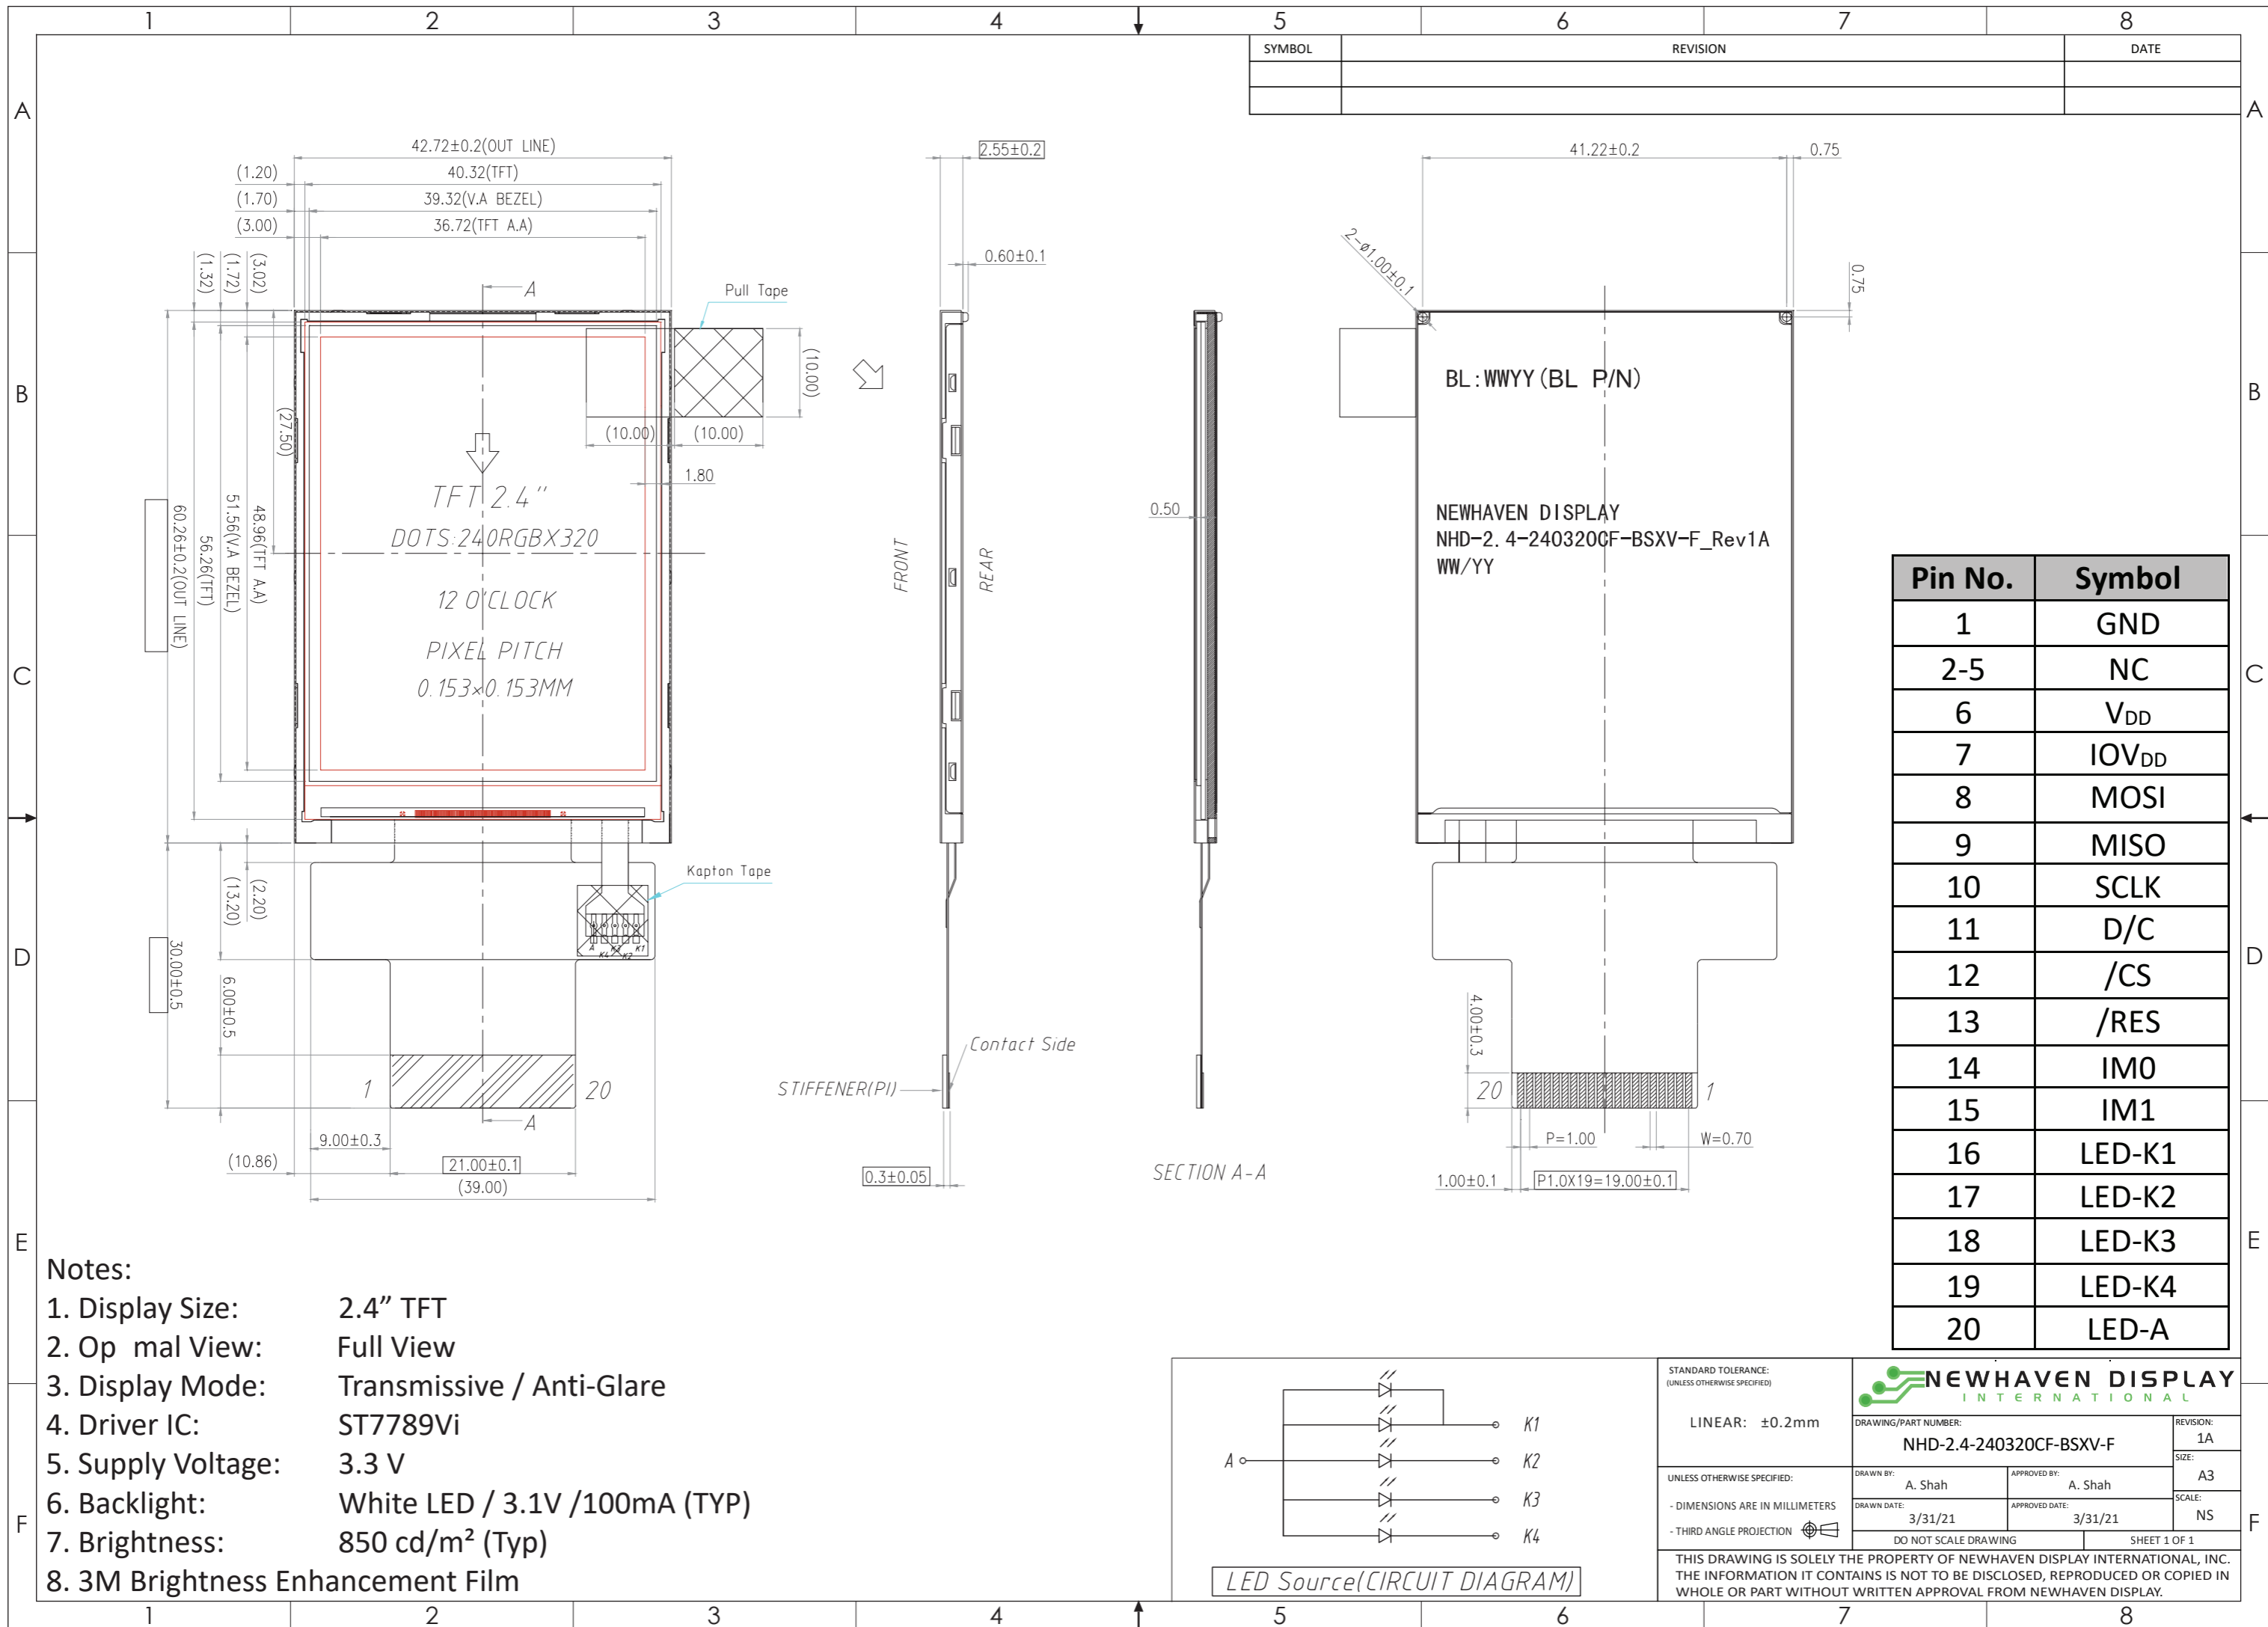 1 2 3 4 5 6 7 8
A
B
C
D
E
F
A
B
C
D
E
F
SYMBOL REVISION DATE
42.72±0.2(OUT LINE)
(1.20) 40.32(TFT)
(1.70) 39.32(V.A BEZEL)
(3.00) 36.72(TFT A.A)
(1.32)
(1.72)
(3.02)
A
Pull Tape
(10.00)
(10.00) (10.00)
1.80
(27.50)
60.26±0.2(OUT LINE)
56.26(TFT)
51.56(V.A BEZEL)
48.96(TFT A.A)
TFT 2.4''
DOTS:240RGBX320
12 O'CLOCK
PIXEL PITCH
0.153x0.153MM
Kapton Tape
A K3 K1
K4 K2
(2.20)
(13.20)
30.00±0.5
6.00±0.5
1 20
A
9.00±0.3
(10.86) 21.00±0.1
(39.00)
2.55±0.2
0.60±0.1
FRONT
REAR
Contact Side
STIFFENER(PI)
0.3±0.05
0.50
SECTION A-A
41.22±0.2 0.75
2-ø1.00±0.1
0.75
BL:WWYY(BL P/N)
NEWHAVEN DISPLAY
NHD-2.4-240320CF-BSXV-F_Rev1A
WW/YY
4.00±0.3
20 1
P=1.00 W=0.70
1.00±0.1 P1.0X19=19.00±0.1
Pin No. Symbol
1 GND
2-5 NC
6 VDD
7 IOVDD
8 MOSI
9 MISO
10 SCLK
11 D/C
12 /CS
13 /RES
14 IM0
15 IM1
16 LED-K1
17 LED-K2
18 LED-K3
19 LED-K4
20 LED-A
Notes:
1. Display Size: 2.4” TFT
2. Op mal View: Full View
3. Display Mode: Transmissive / Anti-Glare
4. Driver IC: ST7789Vi
5. Supply Voltage: 3.3 V
6. Backlight: White LED / 3.1V /100mA (TYP)
7. Brightness: 850 cd/m² (Typ)
8. 3M Brightness Enhancement Film
A
K1
K2
K3
K4
LED Source(CIRCUIT DIAGRAM)
STANDARD TOLERANCE:
(UNLESS OTHERWISE SPECIFIED)
LINEAR: ±0.2mm
UNLESS OTHERWISE SPECIFIED:
- DIMENSIONS ARE IN MILLIMETERS
- THIRD ANGLE PROJECTION
NEWHAVEN DISPLAY
INTERNATIONAL
DRAWING/PART NUMBER:
NHD-2.4-240320CF-BSXV-F
REVISION:
1A
SIZE:
A3
SCALE:
NS
DRAWN BY:
A. Shah
APPROVED BY:
A. Shah
DRAWN DATE:
3/31/21
APPROVED DATE:
3/31/21
DO NOT SCALE DRAWING SHEET 1 OF 1
THIS DRAWING IS SOLELY THE PROPERTY OF NEWHAVEN DISPLAY INTERNATIONAL, INC.
THE INFORMATION IT CONTAINS IS NOT TO BE DISCLOSED, REPRODUCED OR COPIED IN
WHOLE OR PART WITHOUT WRITTEN APPROVAL FROM NEWHAVEN DISPLAY.
1 2 3 4 5 6 7 8